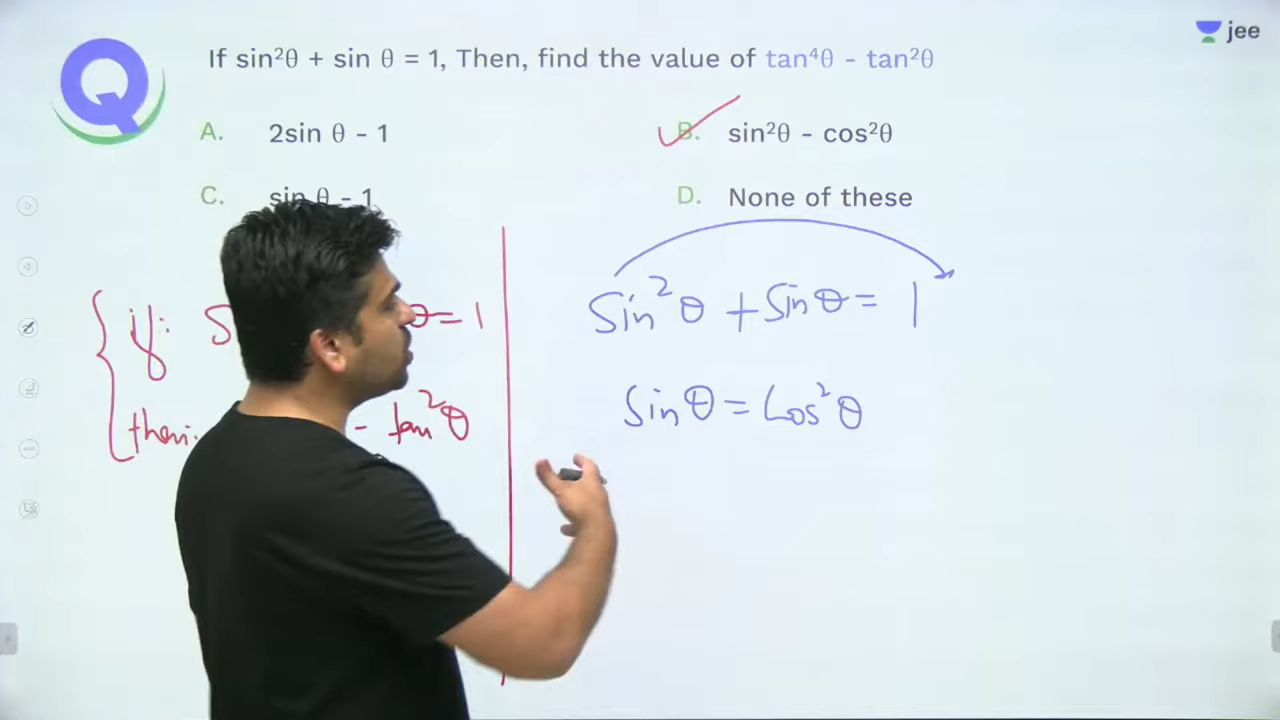 jee
If sin²θ + sin θ = 1, Then, find the value of tan⁴θ - tan²θ
A. 2sin θ - 1
B. sin²θ - cos²θ
C. sin θ - 1
D. None of these
if: S θ=1
then: - tan²θ
Sin²θ + Sinθ = 1
Sinθ = Cos²θ